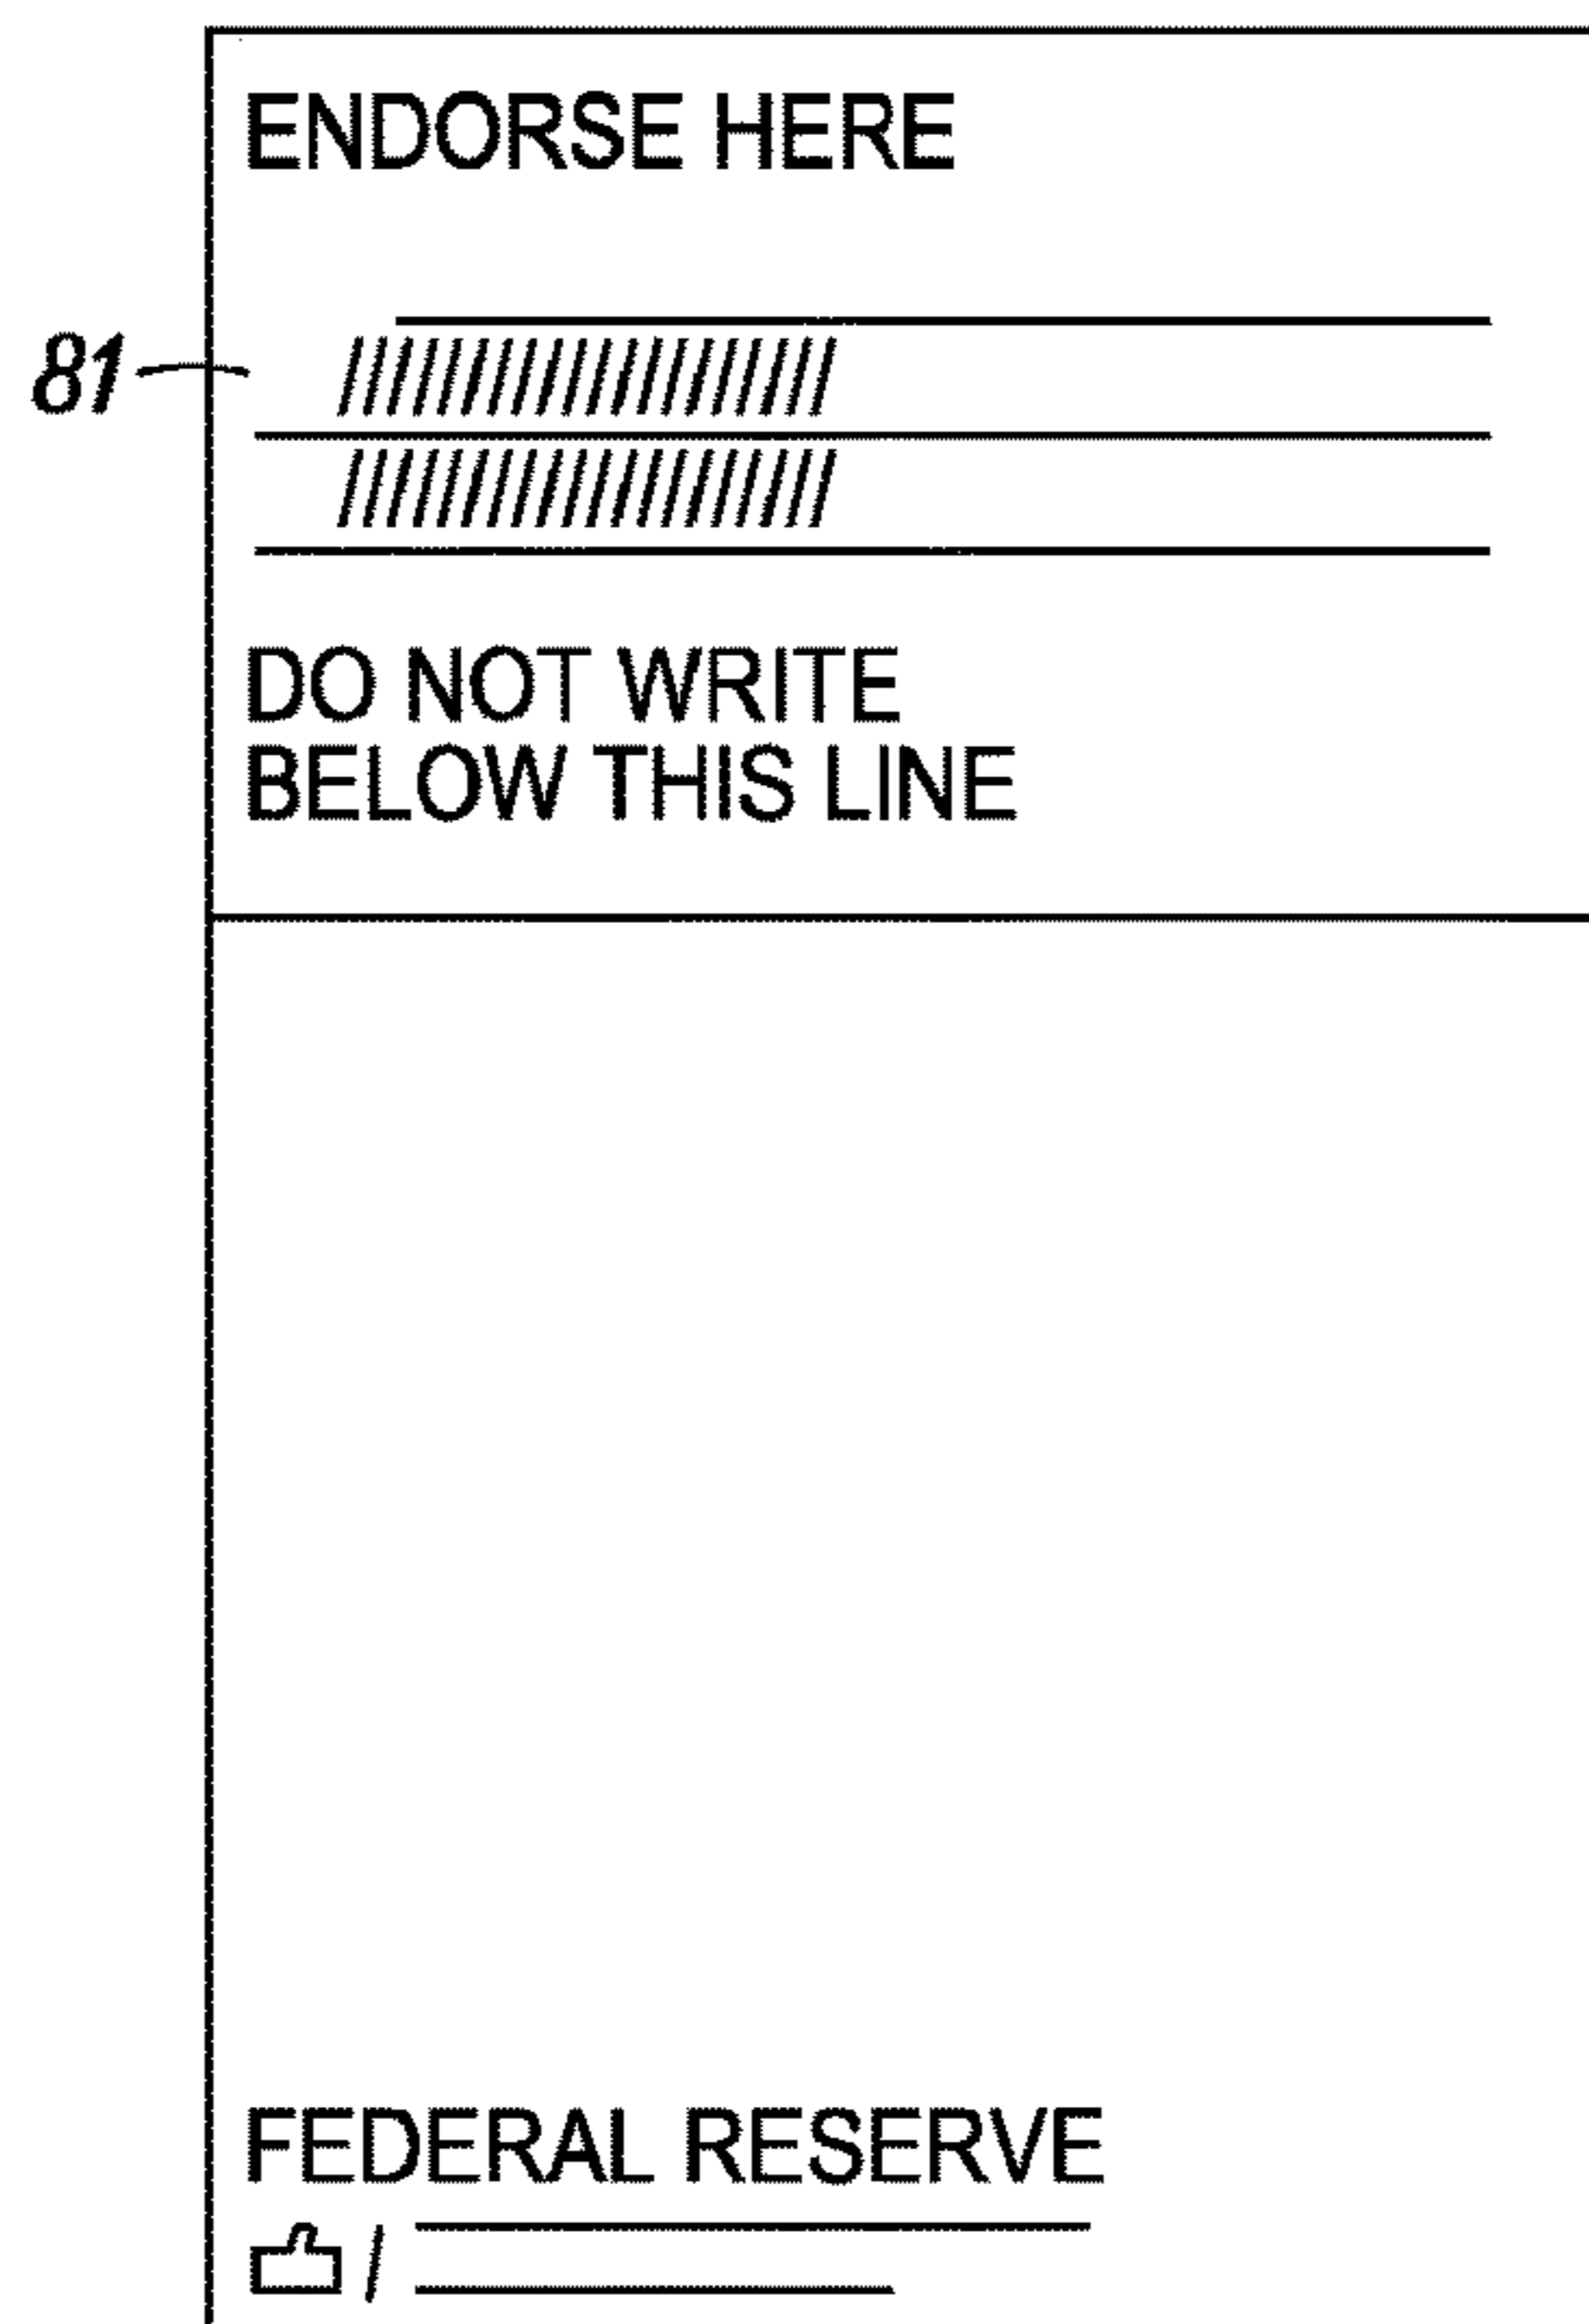 ENDORSE HERE
81
DO NOT WRITE
BELOW THIS LINE
FEDERAL RESERVE